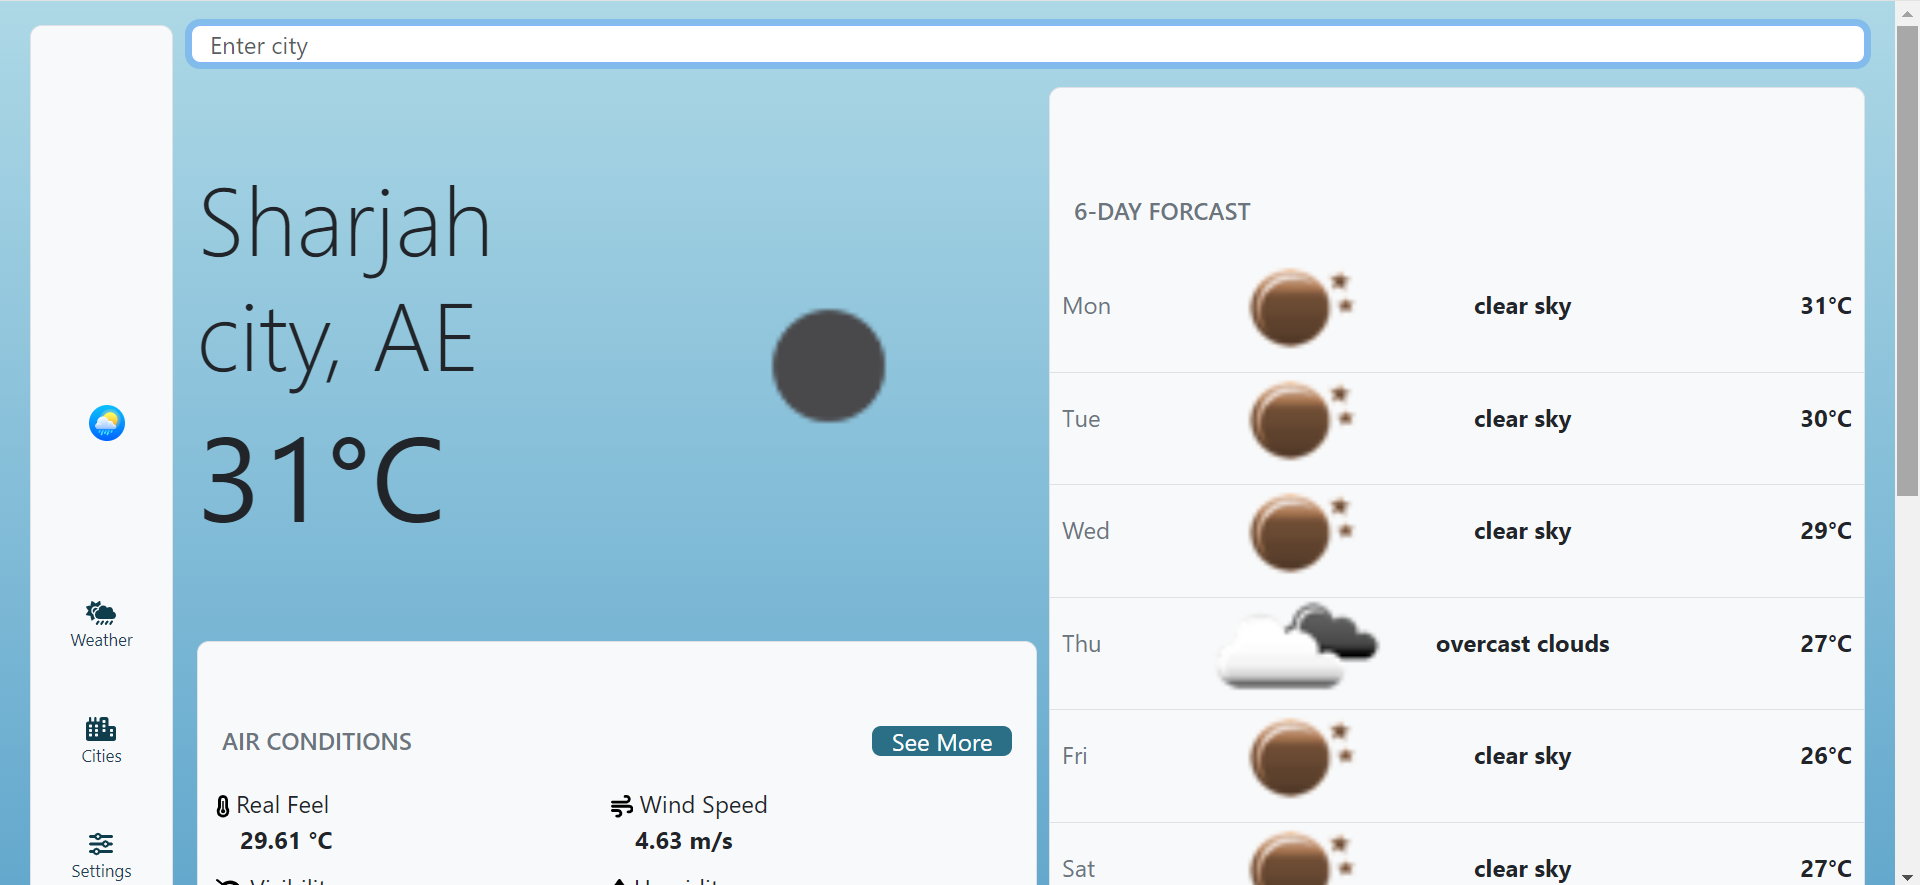 Enter city
Weather
Cities
Settings
Sharjah
city, AE
31°C
AIR CONDITIONS
See More
Real Feel
29.61 °C
Wind Speed
4.63 m/s
6-DAY FORCAST
Mon clear sky 31°C
Tue clear sky 30°C
Wed clear sky 29°C
Thu overcast clouds 27°C
Fri clear sky 26°C
Sat clear sky 27°C